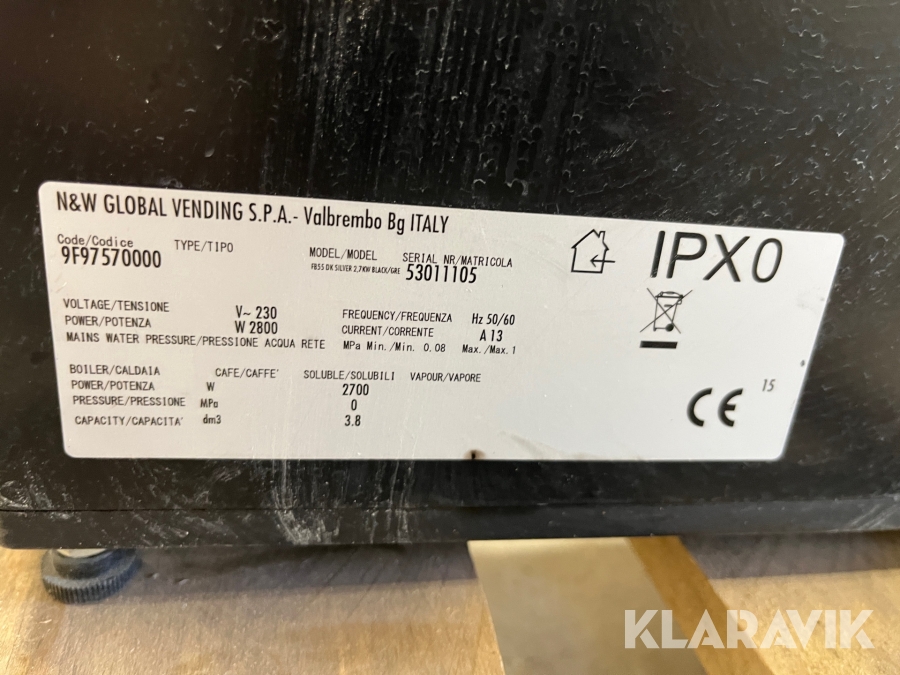 N&W GLOBAL VENDING S.P.A.- Valbrembo Bg ITALY
Code/Codice TYPE/TIPO MODEL/MODEL SERIAL NR/MATRICOLA
9F97570000 FB55 DK SILVER 2,7KW BLACK/GRE 53011105
IPX0
VOLTAGE/TENSIONE V~ 230 FREQUENCY/FREQUENZA Hz 50/60
POWER/POTENZA W 2800 CURRENT/CORRENTE A 13
MAINS WATER PRESSURE/PRESSIONE ACQUA RETE MPa Min./Min. 0.08 Max./Max. 1
BOILER/CALDAIA CAFE/CAFFE' SOLUBLE/SOLUBILI VAPOUR/VAPORE
POWER/POTENZA W 2700
PRESSURE/PRESSIONE MPa 0
CAPACITY/CAPACITA' dm3 3.8
CE 15
KLARAVIK